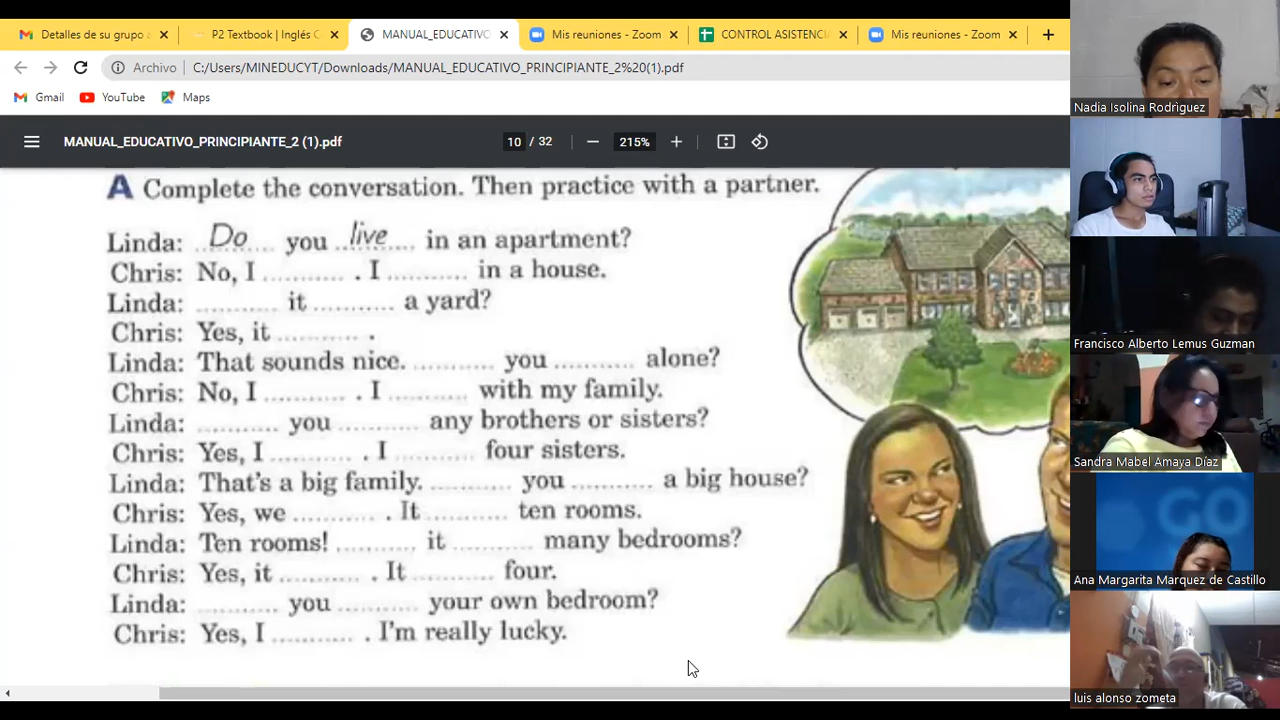 Detalles de su grupo
P2 Textbook | Inglés C
MANUAL_EDUCATIVO
Mis reuniones - Zoom
CONTROL ASISTENCI
Mis reuniones - Zoom
Archivo
C:/Users/MINEDUCYT/Downloads/MANUAL_EDUCATIVO_PRINCIPIANTE_2%20(1).pdf
Gmail
YouTube
Maps
MANUAL_EDUCATIVO_PRINCIPIANTE_2 (1).pdf
10 / 32
215%
A Complete the conversation. Then practice with a partner.
Linda: Do you live in an apartment?
Chris: No, I .......... . I .......... in a house.
Linda: .......... it .......... a yard?
Chris: Yes, it .......... .
Linda: That sounds nice. .......... you .......... alone?
Chris: No, I .......... . I .......... with my family.
Linda: .......... you .......... any brothers or sisters?
Chris: Yes, I .......... . I .......... four sisters.
Linda: That's a big family. .......... you .......... a big house?
Chris: Yes, we .......... . It .......... ten rooms.
Linda: Ten rooms! .......... it .......... many bedrooms?
Chris: Yes, it .......... . It .......... four.
Linda: .......... you .......... your own bedroom?
Chris: Yes, I .......... . I'm really lucky.
Nadia Isolina Rodrìguez
Francisco Alberto Lemus Guzman
Sandra Mabel Amaya Díaz
GO
Ana Margarita Marquez de Castillo
luis alonso zometa